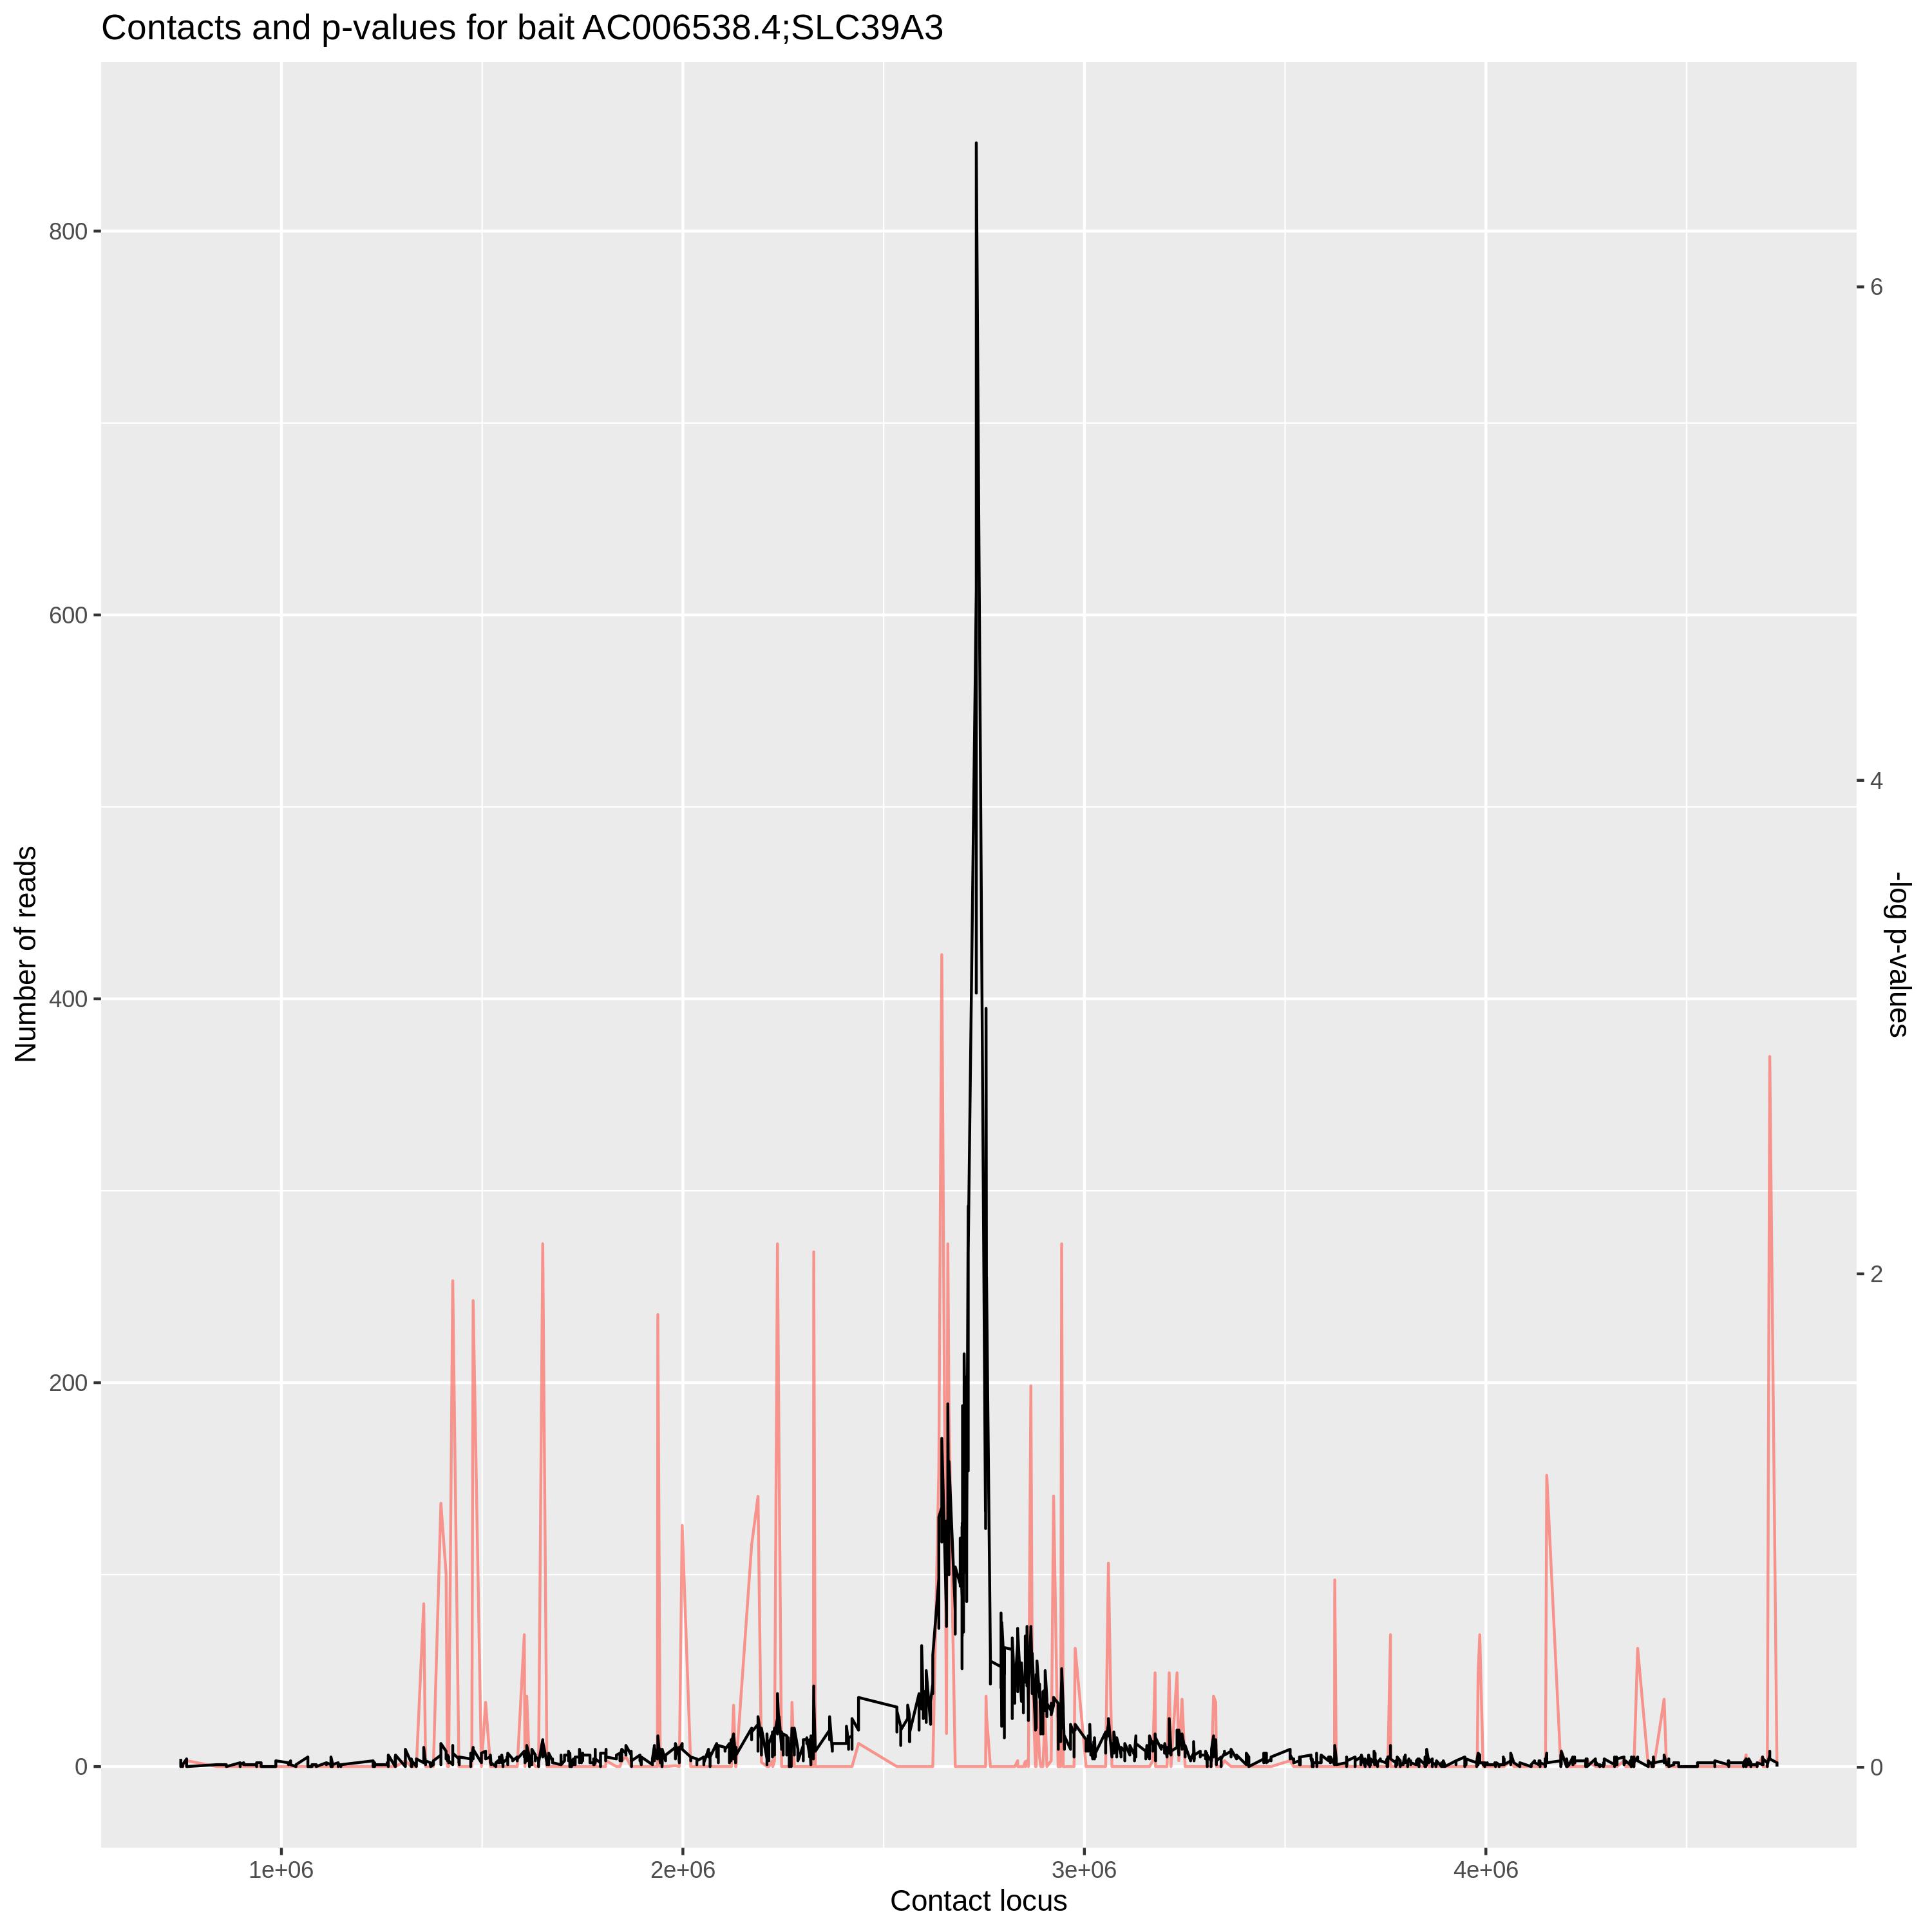 Contacts and p-values for bait AC006538.4;SLC39A3
800
600
400
200
0
Number of reads
6
4
2
0
-log p-values
1e+06
2e+06
3e+06
4e+06
Contact locus